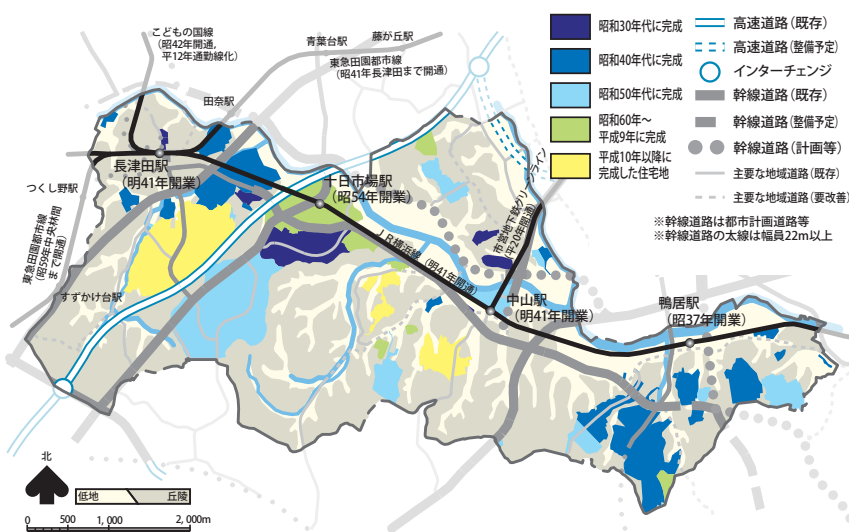 こどもの国線
（昭42年開通，
平12年通勤線化）
青葉台駅
藤が丘駅
東急田園都市線
（昭41年長津田まで開通）
田奈駅
長津田駅
（明41年開業）
つくし野駅
十日市場駅
（昭54年開業）
東急田園都市線
（昭59年中央林間
まで開通）
すずかけ台駅
ＪＲ横浜線（明41年開通）
市営地下鉄グリーンライン
（平20年開通）
中山駅
（明41年開業）
鴨居駅
（昭37年開業）
昭和30年代に完成
昭和40年代に完成
昭和50年代に完成
昭和60年〜
平成9年に完成
平成10年以降に
完成した住宅地
高速道路（既存）
高速道路（整備予定）
インターチェンジ
幹線道路（既存）
幹線道路（整備予定）
幹線道路（計画等）
主要な地域道路（既存）
主要な地域道路（要改善）
※幹線道路は都市計画道路等
※幹線道路の太線は幅員22m以上
北
低地 丘陵
0 500 1,000 2,000m